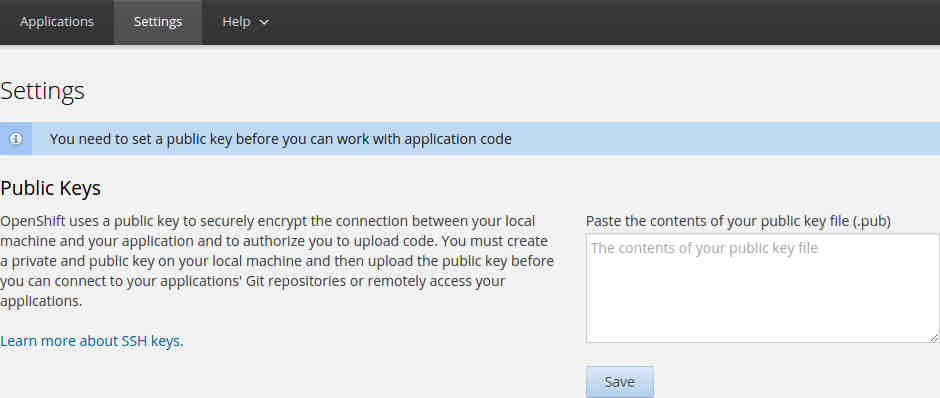 Applications Settings Help
Settings
You need to set a public key before you can work with application code
Public Keys
OpenShift uses a public key to securely encrypt the connection between your local
machine and your application and to authorize you to upload code. You must create
a private and public key on your local machine and then upload the public key before
you can connect to your applications' Git repositories or remotely access your
applications.
Learn more about SSH keys.
Paste the contents of your public key file (.pub)
The contents of your public key file
Save